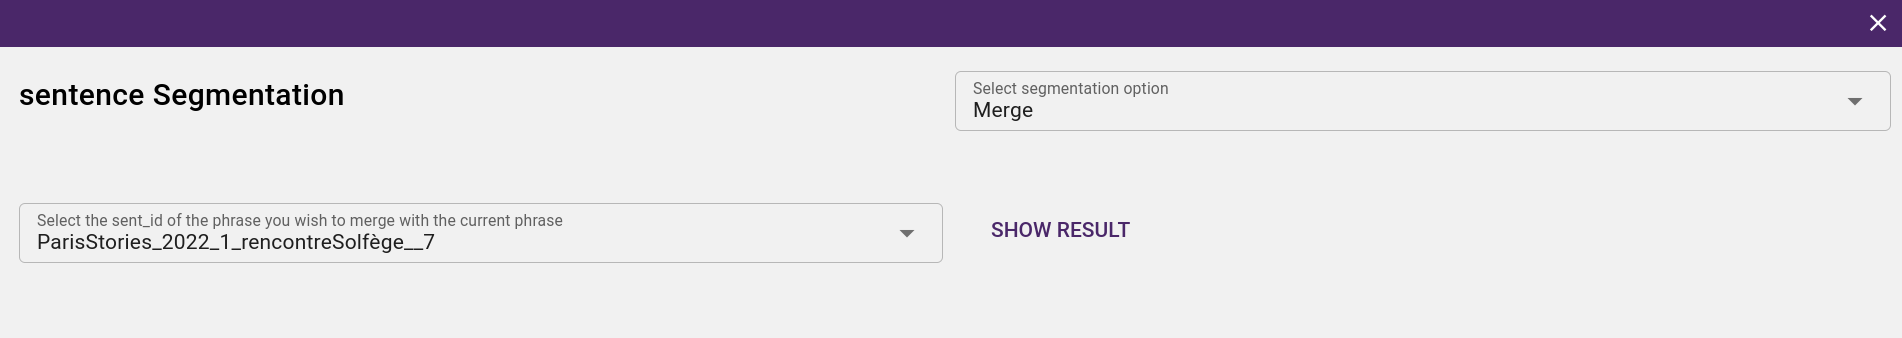 sentence Segmentation
Select segmentation option
Merge
Select the sent_id of the phrase you wish to merge with the current phrase
ParisStories_2022_1_rencontreSolfège__7
SHOW RESULT